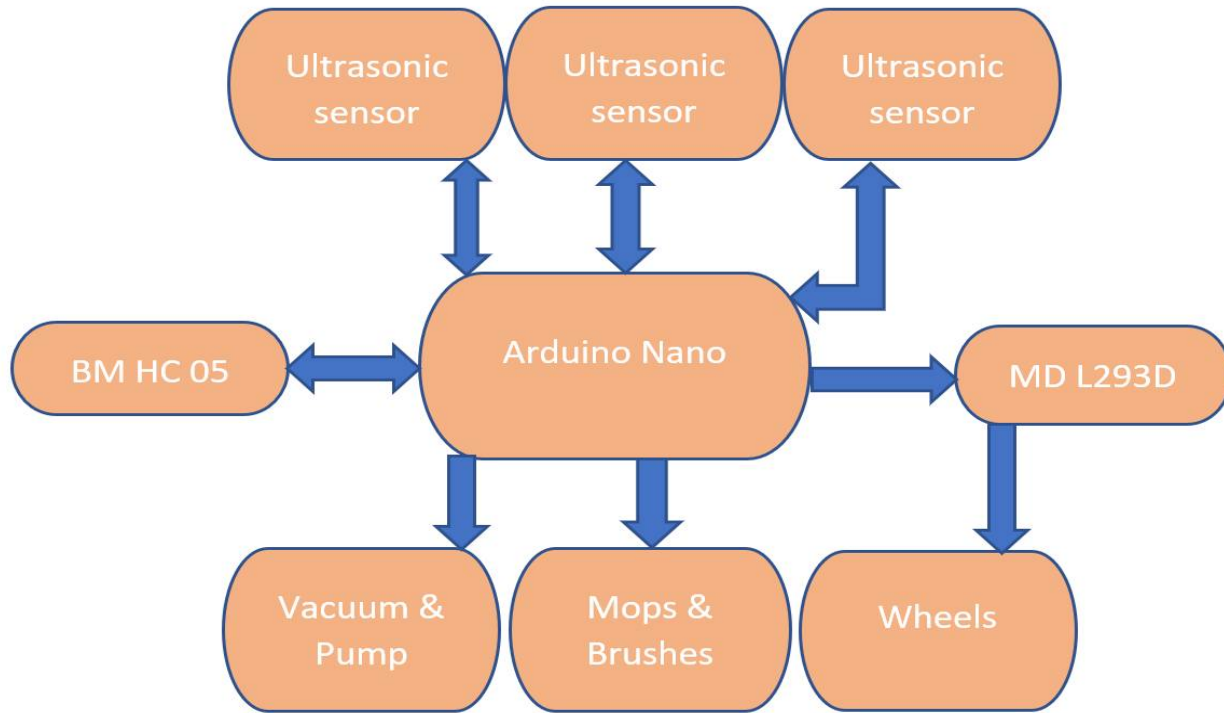 Ultrasonic
sensor
Ultrasonic
sensor
Ultrasonic
sensor
Arduino Nano
BM HC 05
MD L293D
Vacuum &
Pump
Mops &
Brushes
Wheels